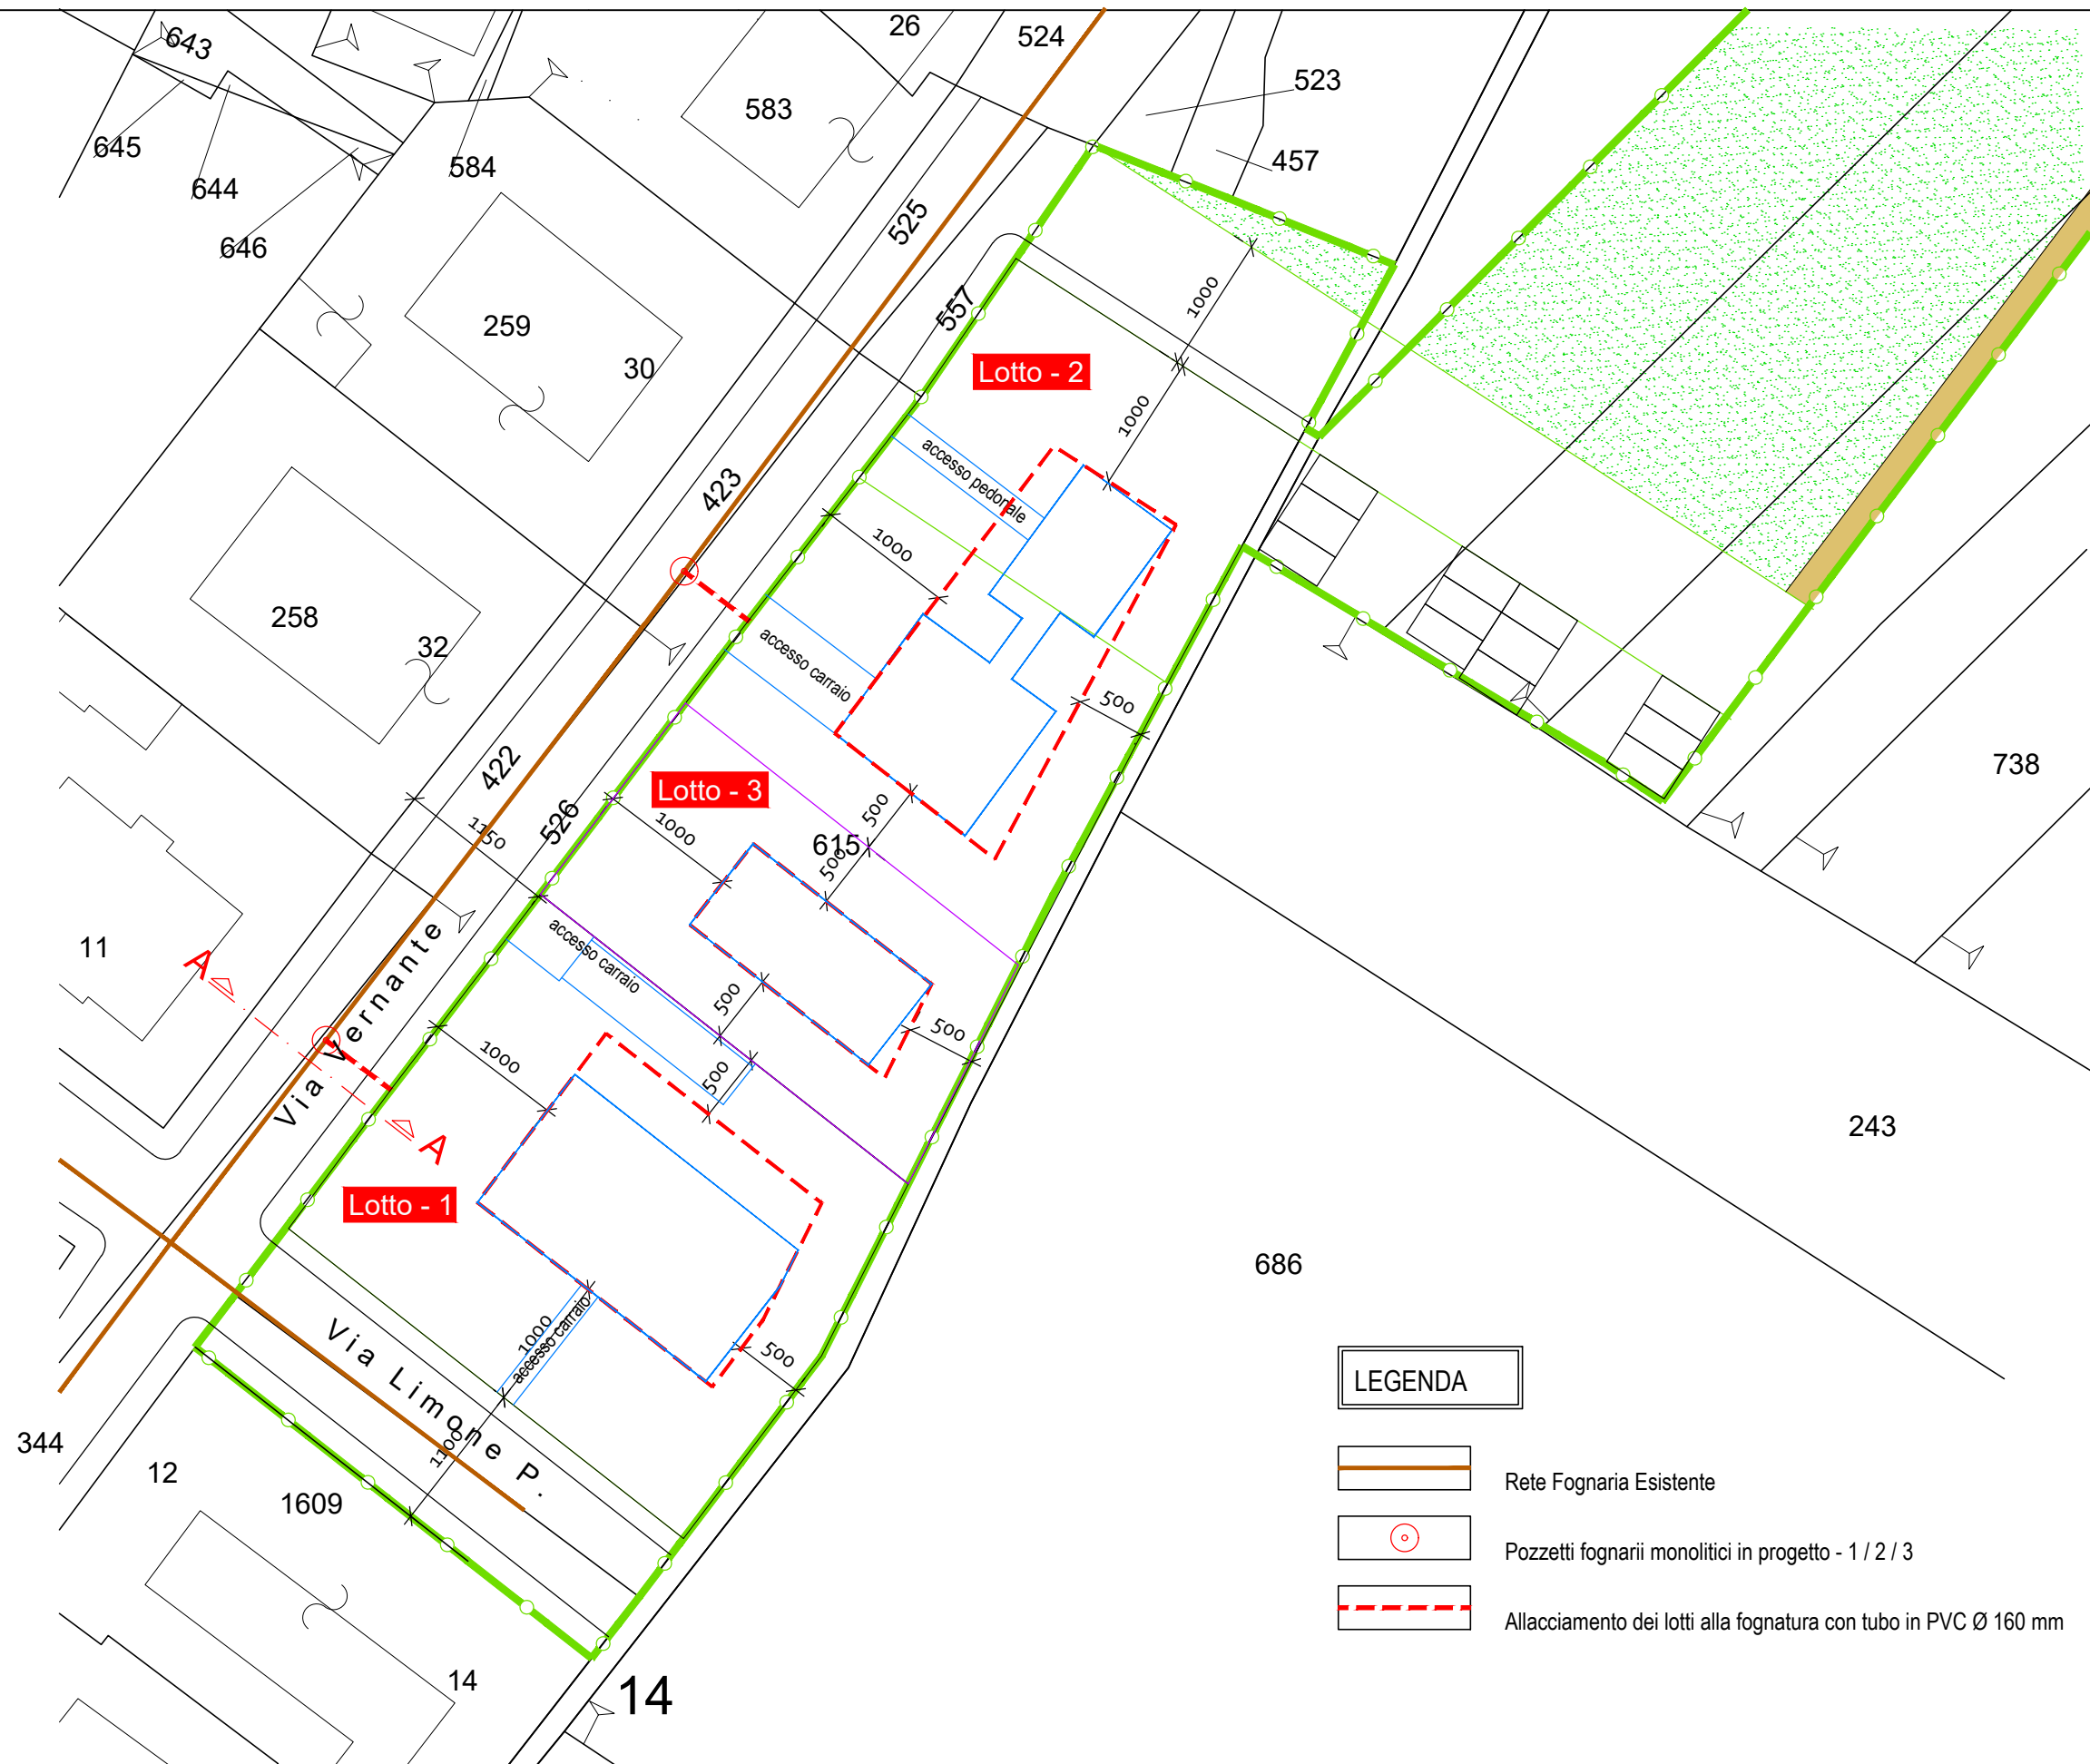 643
26
524
523
583
645
457
584
644
525
646
1000
557
259
30
Lotto - 2
1000
accesso pedonale
423
1000
258
32
accesso carraio
500
422
Lotto - 3
738
526
1150
1000
500
615
500
11
Via Vernante
accesso carraio
A
500
500
1000
500
A
243
Lotto - 1
686
1000
accesso carraio
500
Via Limone P.
1100
344
12
1609
14
14
LEGENDA
Rete Fognaria Esistente
Pozzetti fognarii monolitici in progetto - 1 / 2 / 3
Allacciamento dei lotti alla fognatura con tubo in PVC Ø 160 mm